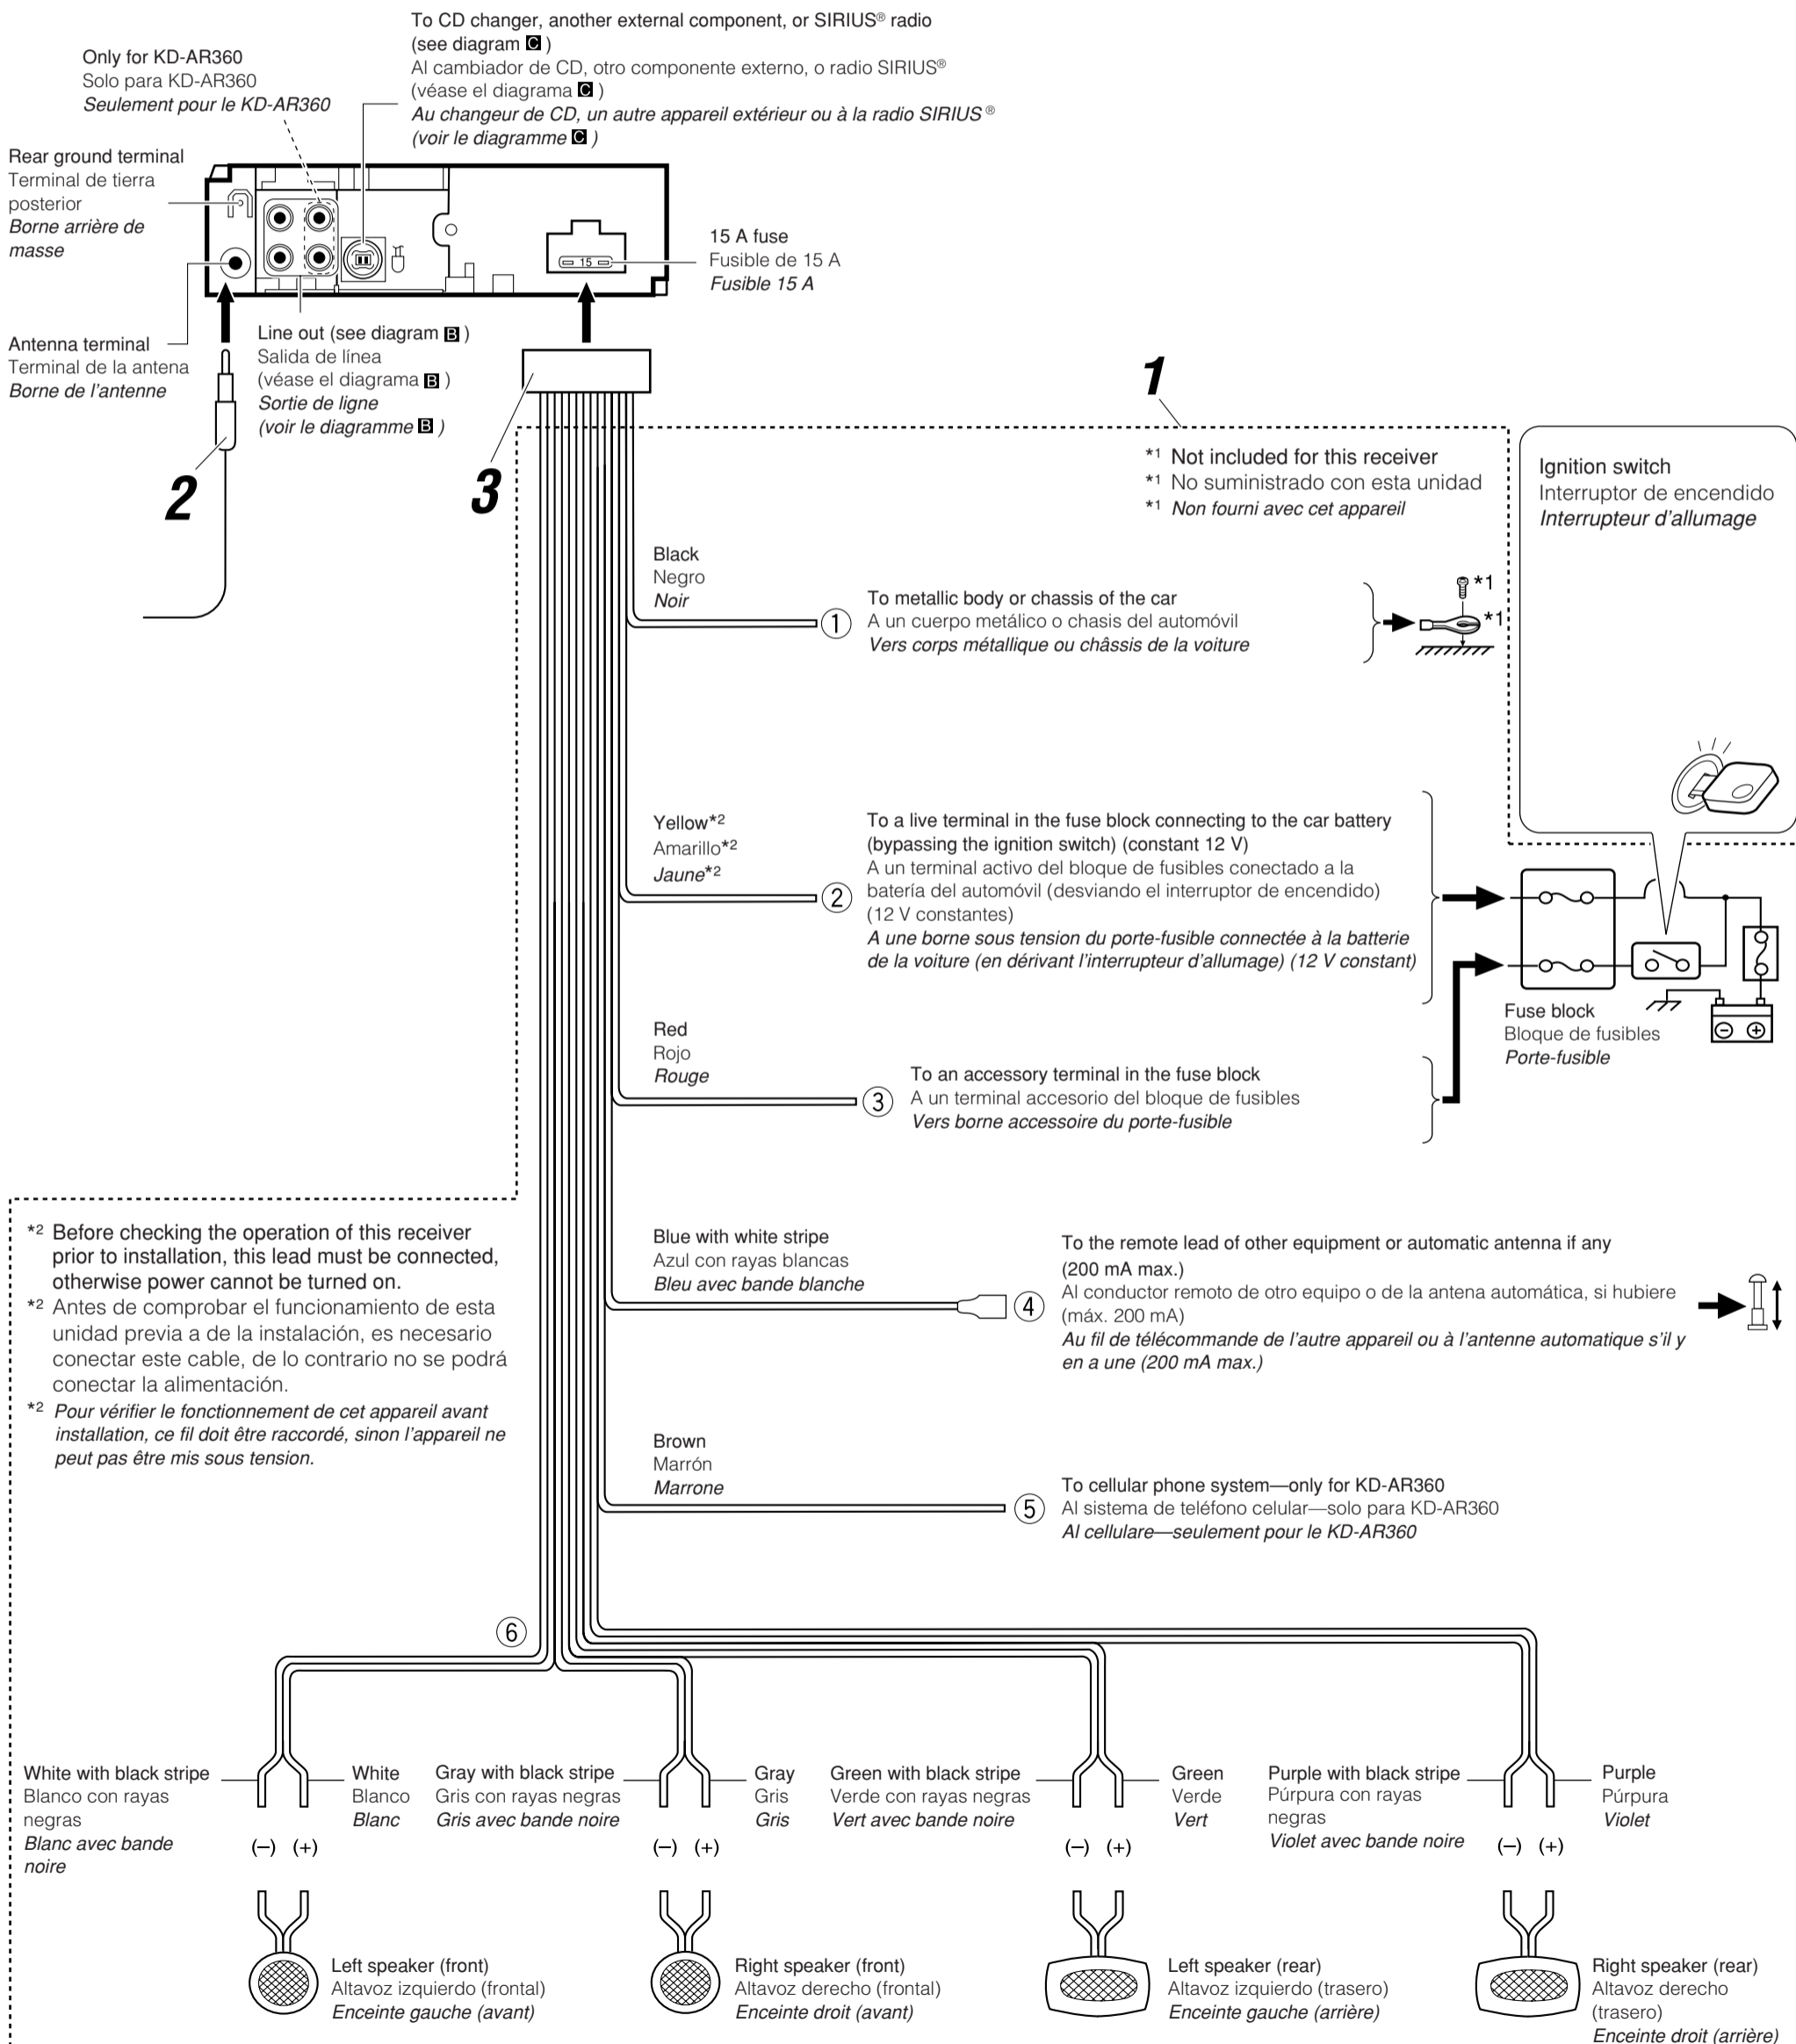 To CD changer, another external component, or SIRIUS® radio
(see diagram C )
Al cambiador de CD, otro componente externo, o radio SIRIUS®
(véase el diagrama C )
Au changeur de CD, un autre appareil extérieur ou à la radio SIRIUS ®
(voir le diagramme C )
Only for KD-AR360
Solo para KD-AR360
Seulement pour le KD-AR360
Rear ground terminal
Terminal de tierra
posterior
Borne arrière de
masse
15
15 A fuse
Fusible de 15 A
Fusible 15 A
Antenna terminal
Terminal de la antena
Borne de l'antenne
Line out (see diagram B )
Salida de línea
(véase el diagrama B )
Sortie de ligne
(voir le diagramme B )
1
2
3
*1 Not included for this receiver
*1 No suministrado con esta unidad
*1 Non fourni avec cet appareil
Ignition switch
Interruptor de encendido
Interrupteur d'allumage
Black
Negro
Noir
1
To metallic body or chassis of the car
A un cuerpo metálico o chasis del automóvil
Vers corps métallique ou châssis de la voiture
*1
*1
Yellow*2
Amarillo*2
Jaune*2
2
To a live terminal in the fuse block connecting to the car battery
(bypassing the ignition switch) (constant 12 V)
A un terminal activo del bloque de fusibles conectado a la
batería del automóvil (desviando el interruptor de encendido)
(12 V constantes)
A une borne sous tension du porte-fusible connectée à la batterie
de la voiture (en dérivant l'interrupteur d'allumage) (12 V constant)
Fuse block
Bloque de fusibles
Porte-fusible
Red
Rojo
Rouge
3
To an accessory terminal in the fuse block
A un terminal accesorio del bloque de fusibles
Vers borne accessoire du porte-fusible
*2 Before checking the operation of this receiver
prior to installation, this lead must be connected,
otherwise power cannot be turned on.
*2 Antes de comprobar el funcionamiento de esta
unidad previa a de la instalación, es necesario
conectar este cable, de lo contrario no se podrá
conectar la alimentación.
*2 Pour vérifier le fonctionnement de cet appareil avant
installation, ce fil doit être raccordé, sinon l'appareil ne
peut pas être mis sous tension.
Blue with white stripe
Azul con rayas blancas
Bleu avec bande blanche
4
To the remote lead of other equipment or automatic antenna if any
(200 mA max.)
Al conductor remoto de otro equipo o de la antena automática, si hubiere
(máx. 200 mA)
Au fil de télécommande de l'autre appareil ou à l'antenne automatique s'il y
en a une (200 mA max.)
Brown
Marrón
Marrone
5
To cellular phone system—only for KD-AR360
Al sistema de teléfono celular—solo para KD-AR360
Al cellulare—seulement pour le KD-AR360
6
White with black stripe
Blanco con rayas
negras
Blanc avec bande
noire
White
Blanco
Blanc
Gray with black stripe
Gris con rayas negras
Gris avec bande noire
Gray
Gris
Gris
Green with black stripe
Verde con rayas negras
Vert avec bande noire
Green
Verde
Vert
Purple with black stripe
Púrpura con rayas
negras
Violet avec bande noire
Purple
Púrpura
Violet
(–) (+)
(–) (+)
(–) (+)
(–) (+)
Left speaker (front)
Altavoz izquierdo (frontal)
Enceinte gauche (avant)
Right speaker (front)
Altavoz derecho (frontal)
Enceinte droit (avant)
Left speaker (rear)
Altavoz izquierdo (trasero)
Enceinte gauche (arrière)
Right speaker (rear)
Altavoz derecho
(trasero)
Enceinte droit (arrière)